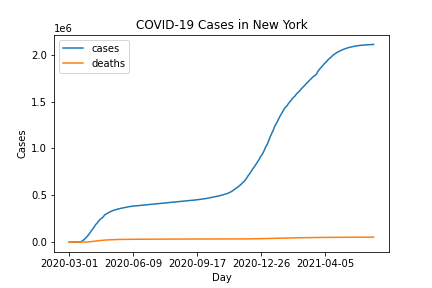 COVID-19 Cases in New York
1e6
cases
deaths
2.0
1.5
1.0
0.5
0.0
Cases
2020-03-01 2020-06-09 2020-09-17 2020-12-26 2021-04-05
Day